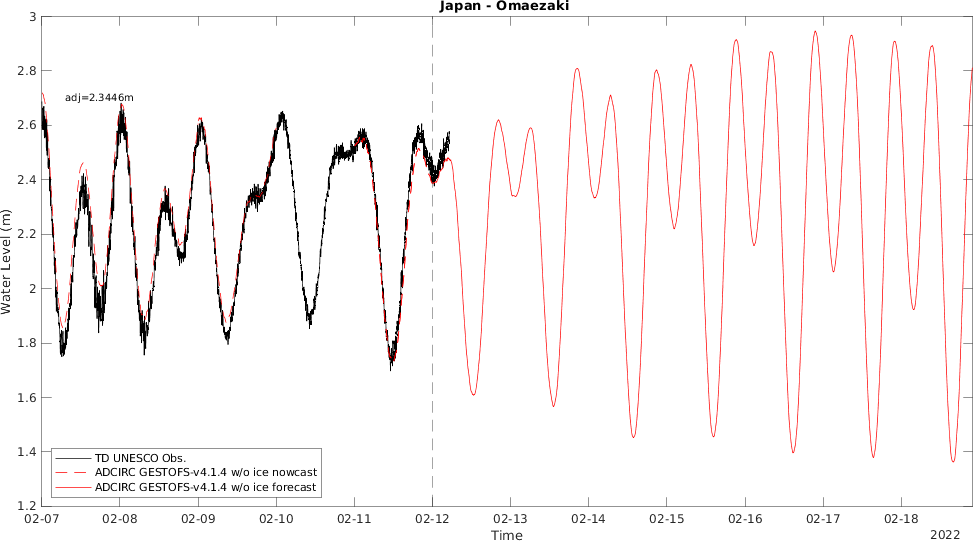 Japan - Omaezaki
3
2.8
2.6
2.4
2.2
2
1.8
1.6
1.4
1.2
Water Level (m)
adj=2.3446m
TD UNESCO Obs.
ADCIRC GESTOFS-v4.1.4 w/o ice nowcast
ADCIRC GESTOFS-v4.1.4 w/o ice forecast
02-07 02-08 02-09 02-10 02-11 02-12 02-13 02-14 02-15 02-16 02-17 02-18
Time
2022